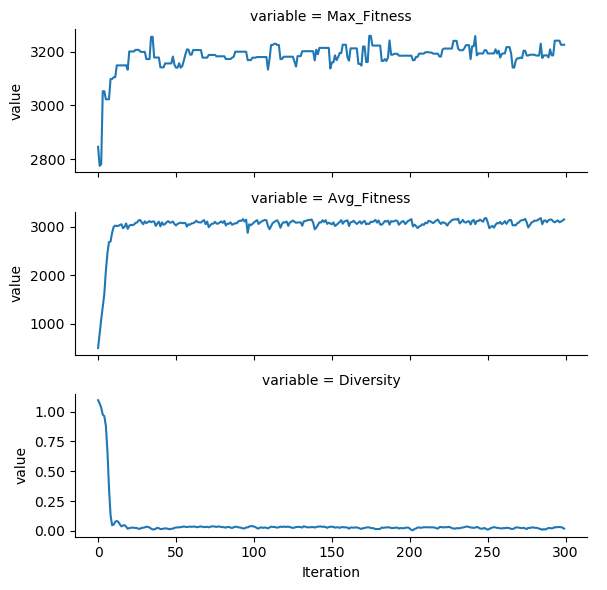 variable = Max_Fitness
3200
3000
2800
value
variable = Avg_Fitness
3000
2000
1000
value
variable = Diversity
1.00
0.75
0.50
0.25
0.00
value
0 50 100 150 200 250 300
Iteration